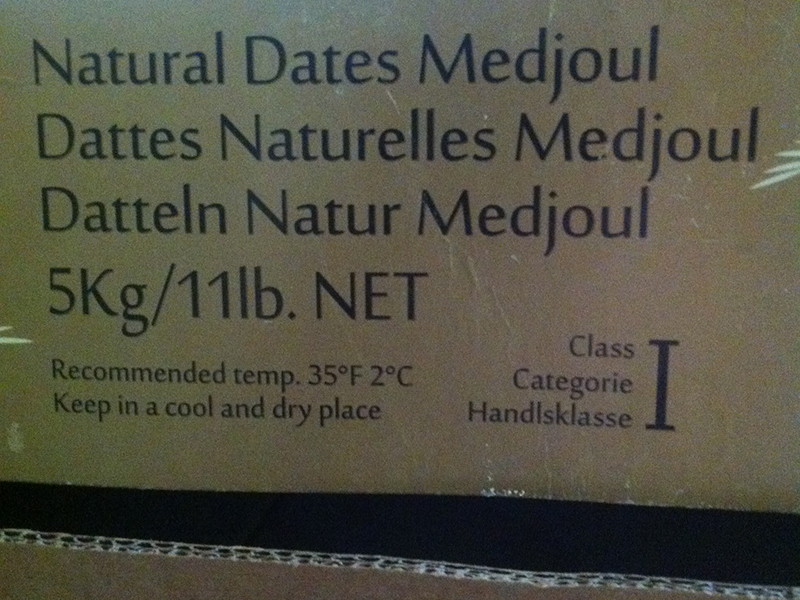 Natural Dates Medjoul
Dattes Naturelles Medjoul
Datteln Natur Medjoul
5Kg/11lb. NET
Recommended temp. 35°F 2°C
Keep in a cool and dry place
Class
Categorie
Handlsklasse
I